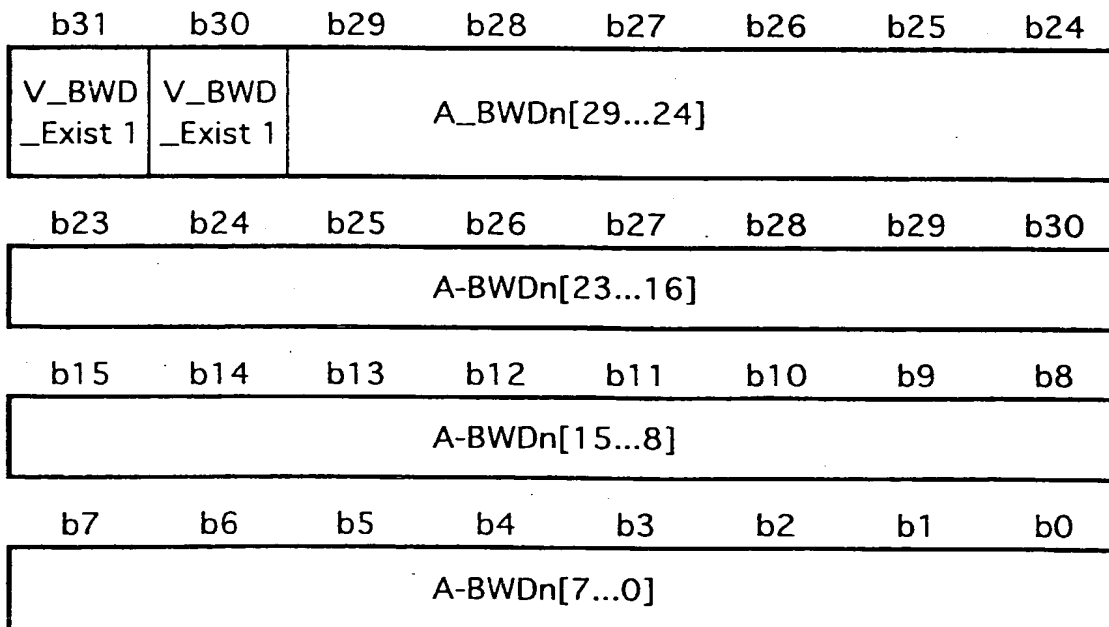 b31 b30 b29 b28 b27 b26 b25 b24
V_BWD V_BWD
_Exist 1 _Exist 1
A_BWDn[29...24]
b23 b24 b25 b26 b27 b28 b29 b30
A-BWDn[23...16]
b15 b14 b13 b12 b11 b10 b9 b8
A-BWDn[15...8]
b7 b6 b5 b4 b3 b2 b1 b0
A-BWDn[7...0]